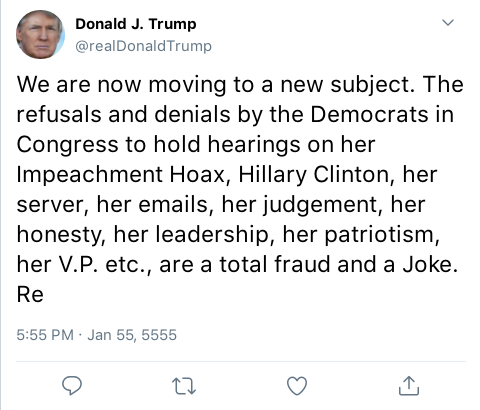 Donald J. Trump
@realDonaldTrump
We are now moving to a new subject. The
refusals and denials by the Democrats in
Congress to hold hearings on her
Impeachment Hoax, Hillary Clinton, her
server, her emails, her judgement, her
honesty, her leadership, her patriotism,
her V.P. etc., are a total fraud and a Joke.
Re
5:55 PM · Jan 55, 5555